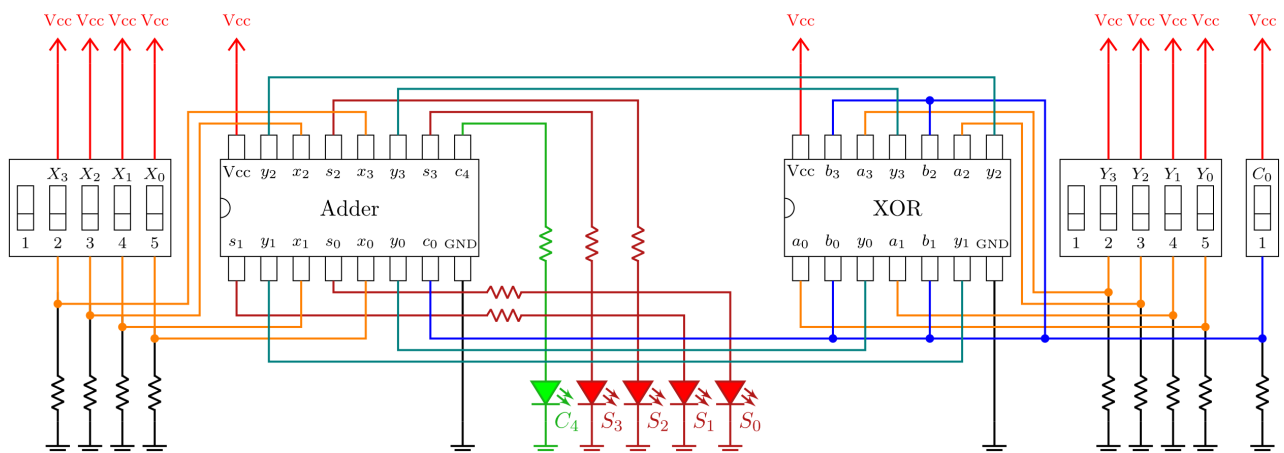 Vcc Vcc Vcc Vcc Vcc Vcc Vcc Vcc Vcc Vcc Vcc
X₃ X₂ X₁ X₀
1 2 3 4 5
Vcc y₂ x₂ s₂ x₃ y₃ s₃ c₄
Adder
s₁ y₁ x₁ s₀ x₀ y₀ c₀ GND
Vcc b₃ a₃ y₃ b₂ a₂ y₂
XOR
a₀ b₀ y₀ a₁ b₁ y₁ GND
Y₃ Y₂ Y₁ Y₀
1 2 3 4 5
C₀
1
C₄ S₃ S₂ S₁ S₀